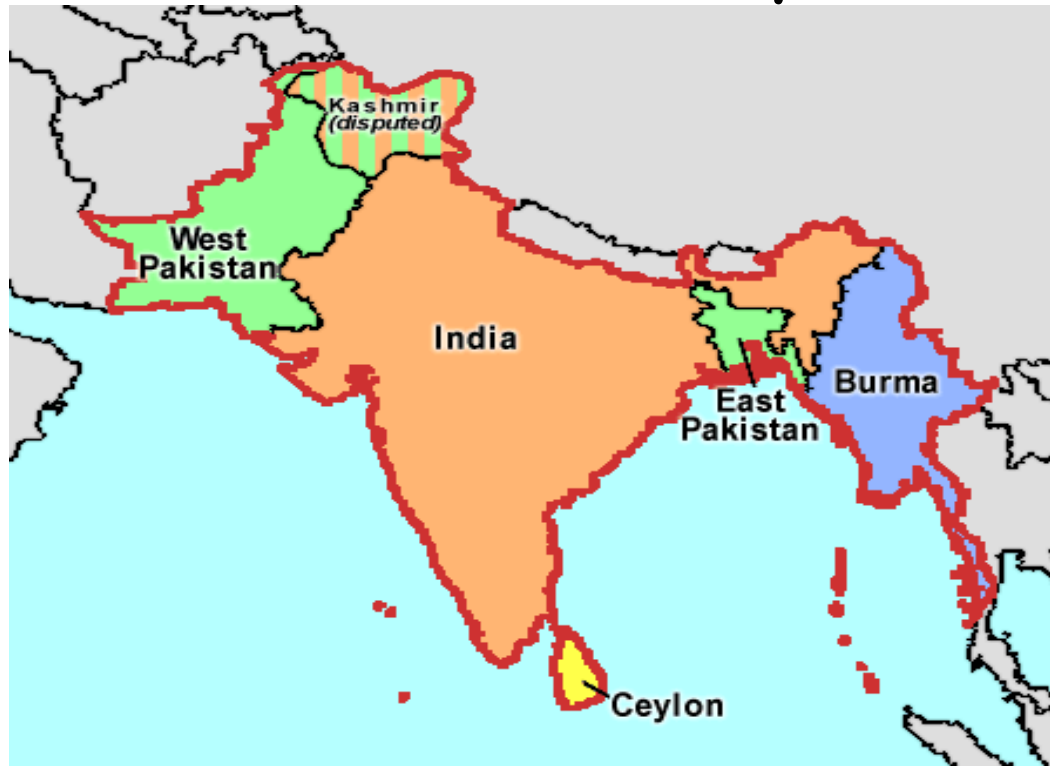 Kashmir
(disputed)
West
Pakistan
India
East
Pakistan
Burma
Ceylon